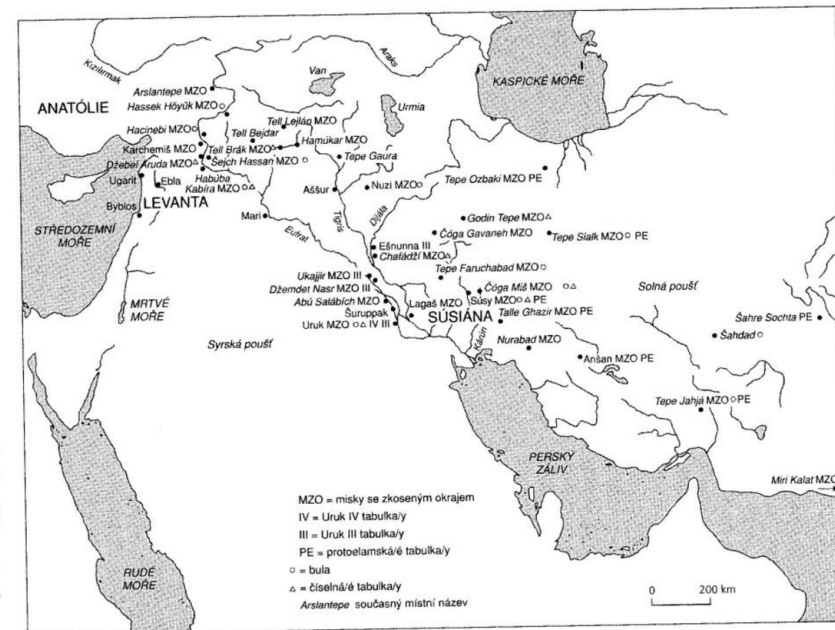 KASPICKÉ MOŘE
Kızılırmak
Araks
Van
Urmia
ANATÓLIE
Arslantepe MZO
Hassek Höyük MZO ○
Hacinebi MZO ○
Tell Lejlán MZO
Tell Bejdar
Hamúkar MZO
Karchemiš MZO
Tell Brák MZO △
Džebel Aruda MZO △
Šejch Hassan MZO ○
Tepe Gaura
Ugarit
Ebla
Habúba
Kabíra MZO ○ △
Aššur
Nuzi MZO ○
Tepe Ozbaki MZO PE
LEVANTA
Byblos
Mari
Eufrat
Tigris
Dijála
Godin Tepe MZO △
Čóga Gavaneh MZO
Tepe Sialk MZO ○ PE
STŘEDOZEMNÍ
MOŘE
Ešnunna III
Chafádží MZO △
Ukajjir MZO III
Tepe Faruchabad MZO ○
Džemdet Nasr MZO III
Čóga Miš MZO ○ △
Solná poušť
MRTVÉ
MOŘE
Abú Salábích MZO
Lagaš MZO
Súsy MZO ○ △ PE
Šuruppak
SÚSIÁNA
Talle Ghazir MZO PE
Šahre Sochta PE
Uruk MZO ○ △ IV III
Kárún
Syrská poušť
Nurabad MZO
Šahdad ○
Anšan MZO PE
Tepe Jahjá MZO ○ PE
PERSKÝ
ZÁLIV
Miri Kalat MZO
RUDÉ
MOŘE
MZO = misky se zkoseným okrajem
IV = Uruk IV tabulka/y
III = Uruk III tabulka/y
PE = protoelamská/é tabulka/y
○ = bula
△ = číselná/é tabulka/y
Arslantepe současný místní název
0 200 km